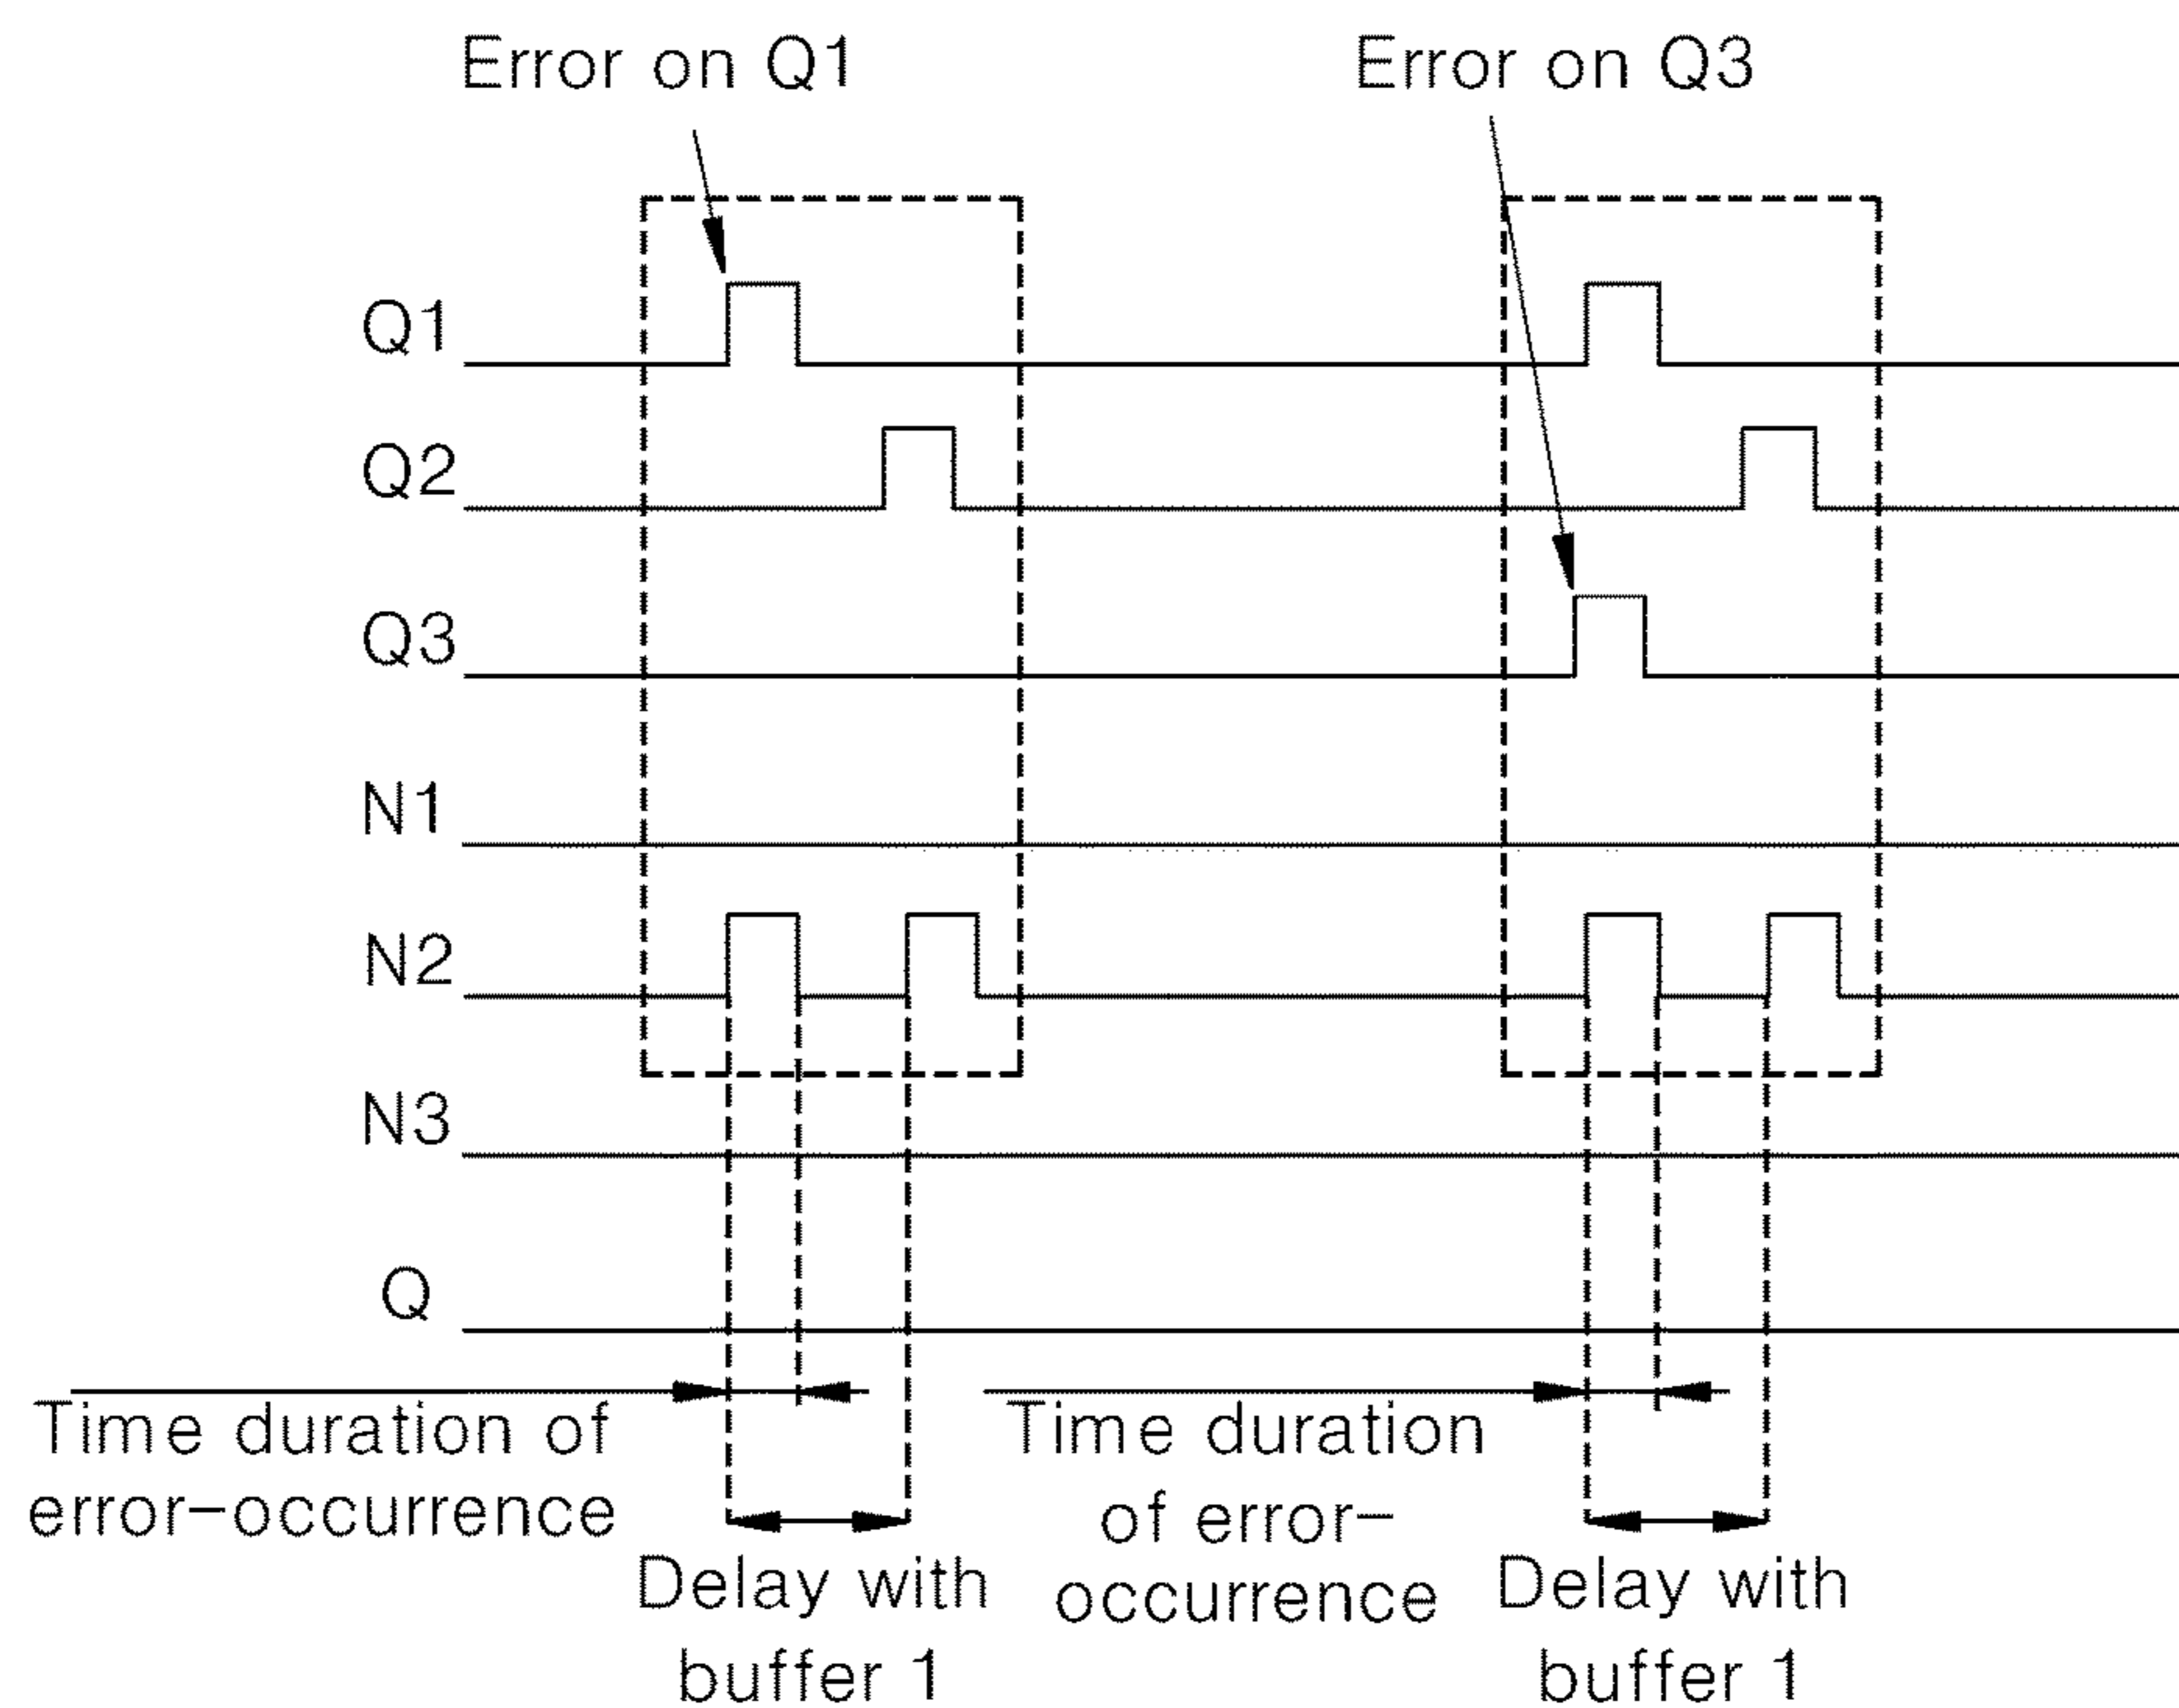 Error on Q1
Error on Q3
Q1
Q2
Q3
N1
N2
N3
Q
Time duration of
error-occurrence
Delay with
buffer 1
Time duration
of error-
occurrence
Delay with
buffer 1